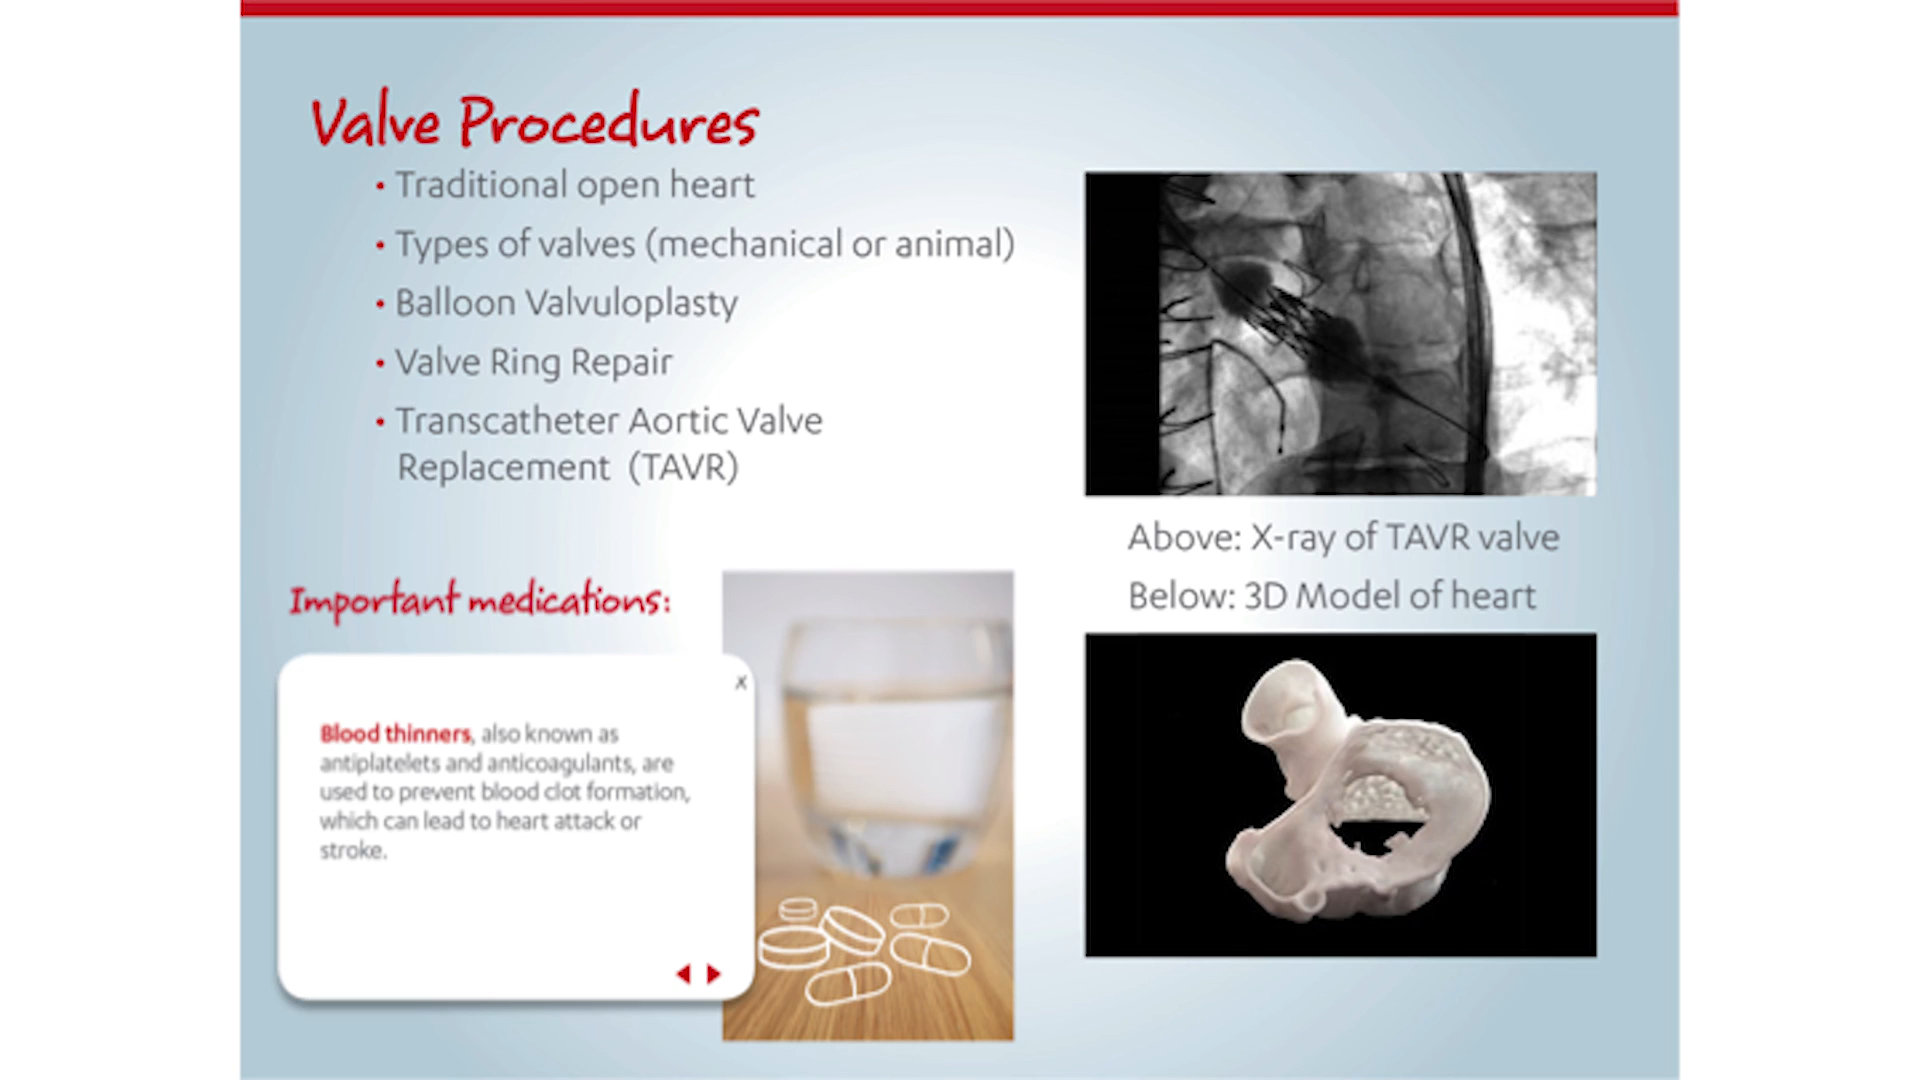 Valve Procedures
• Traditional open heart
• Types of valves (mechanical or animal)
• Balloon Valvuloplasty
• Valve Ring Repair
• Transcatheter Aortic Valve
Replacement (TAVR)
Above: X-ray of TAVR valve
Below: 3D Model of heart
Important medications:
X
Blood thinners, also known as
antiplatelets and anticoagulants, are
used to prevent blood clot formation,
which can lead to heart attack or
stroke.